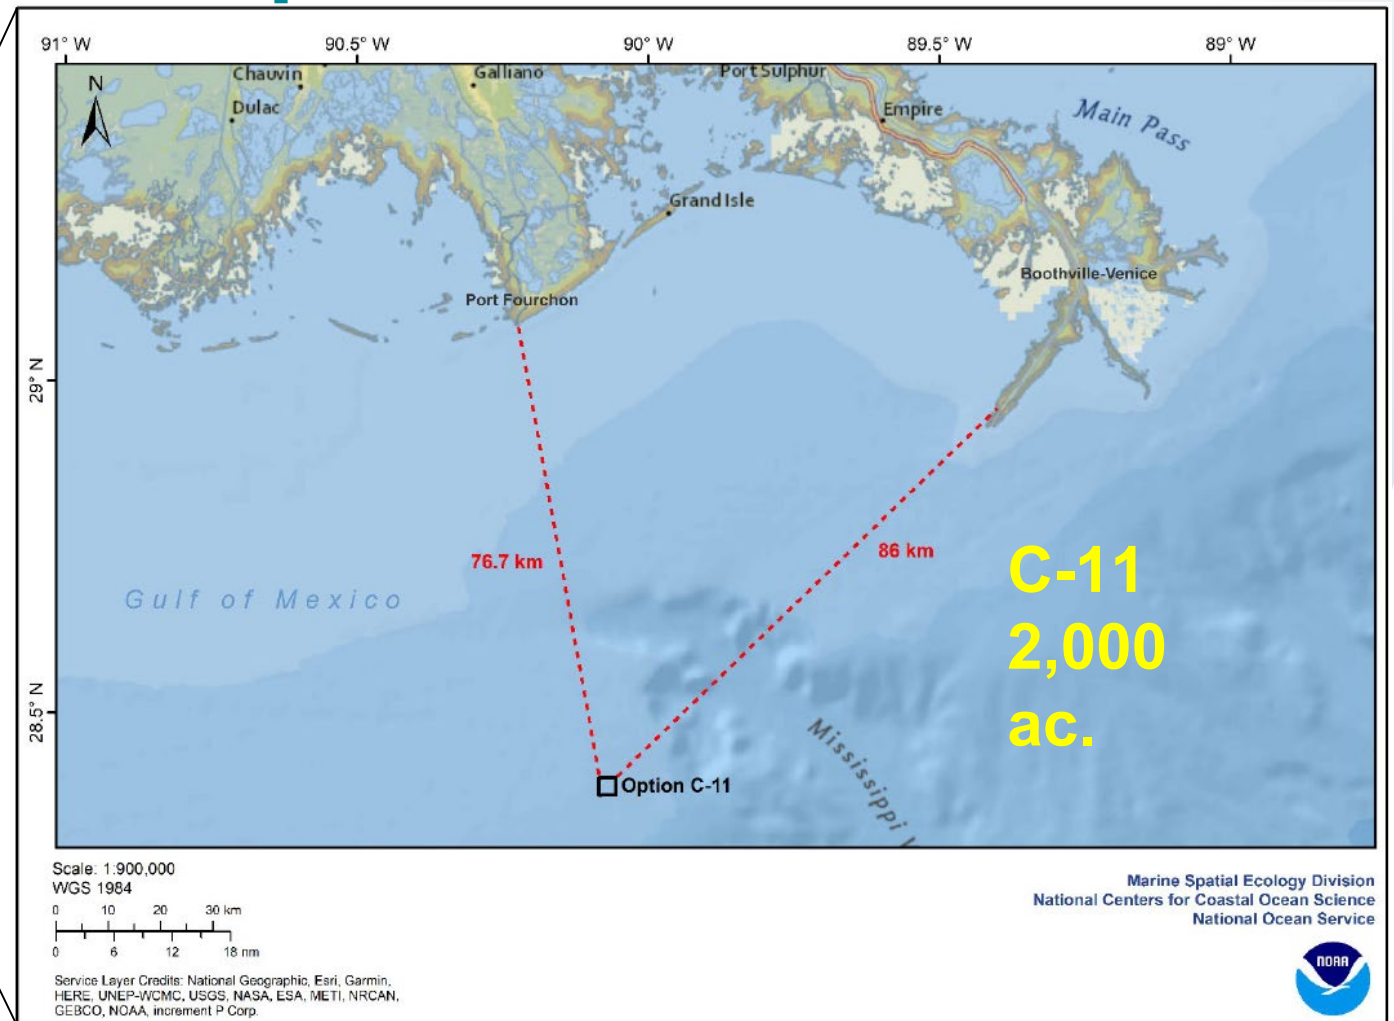 91° W
90.5° W
90° W
89.5° W
89° W
N
Chauvin
Galliano
Port Sulphur
Dulac
Empire
Main Pass
Grand Isle
Boothville-Venice
Port Fourchon
29° N
76.7 km
86 km
C-11
2,000
ac.
Gulf of Mexico
28.5° N
Mississippi
Option C-11
Scale: 1:900,000
WGS 1984
0 10 20 30 km
0 6 12 18 nm
Marine Spatial Ecology Division
National Centers for Coastal Ocean Science
National Ocean Service
Service Layer Credits: National Geographic, Esri, Garmin,
HERE, UNEP-WCMC, USGS, NASA, ESA, METI, NRCAN,
GEBCO, NOAA, increment P Corp.
NOAA